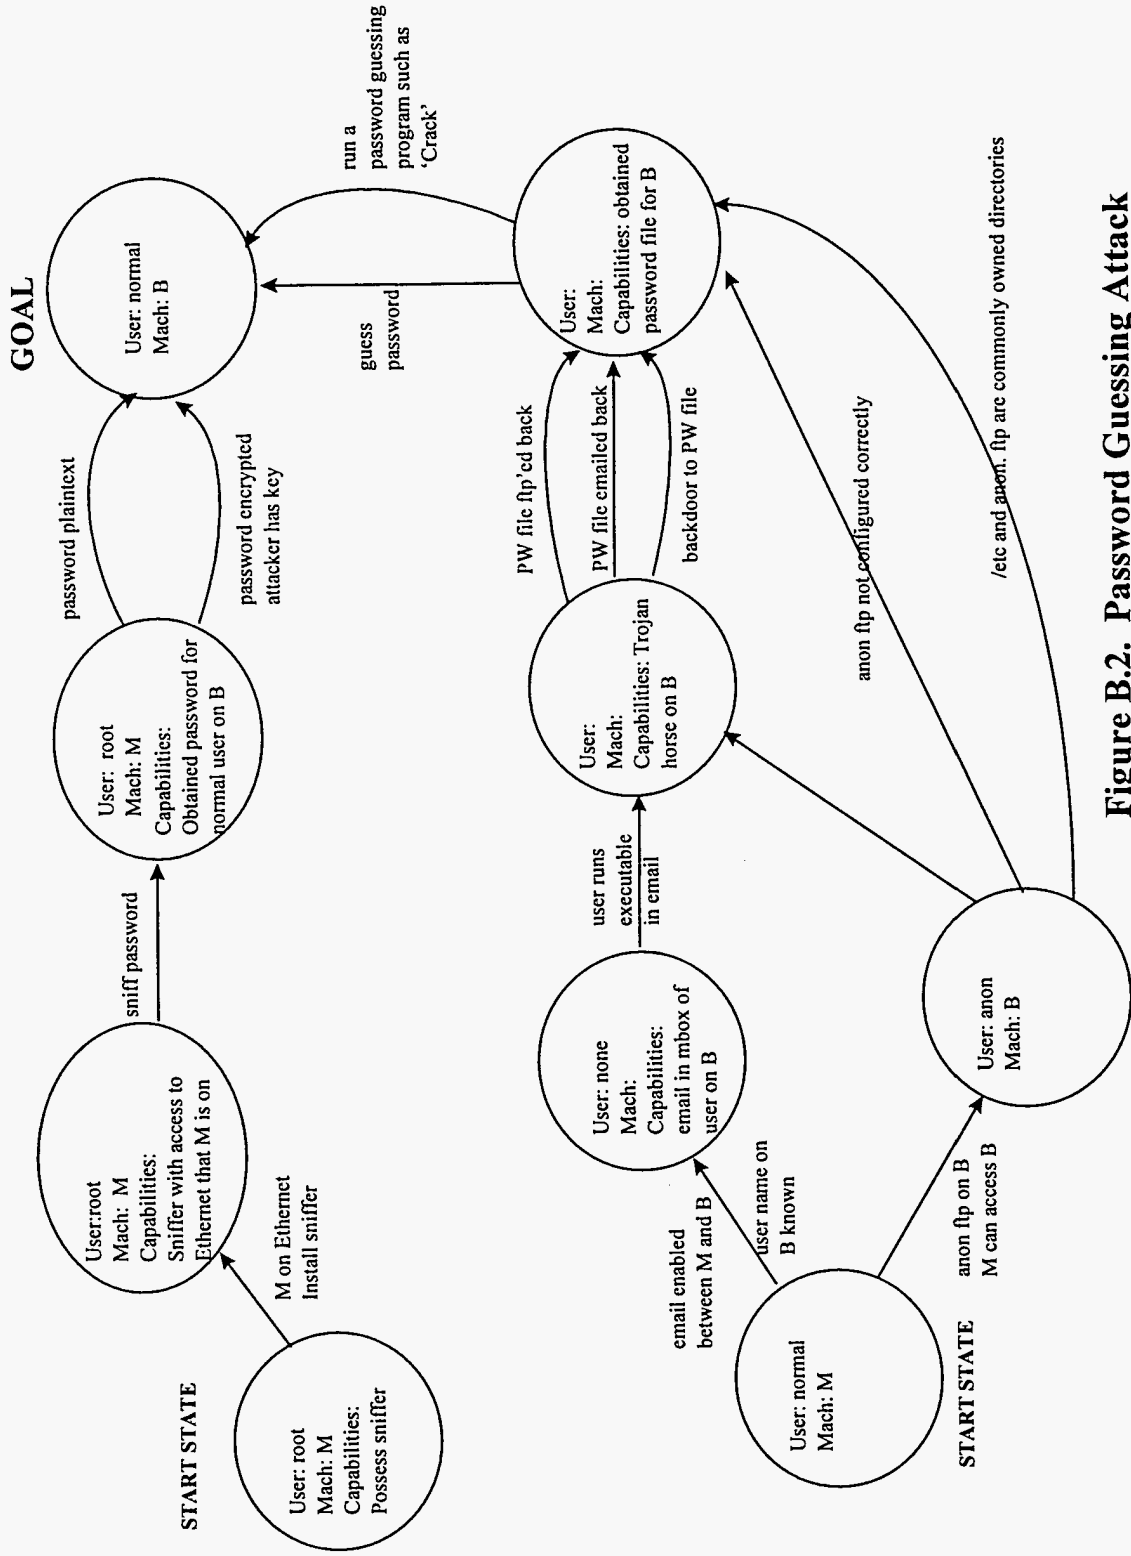 START STATE
User: root
Mach: M
Capabilities:
Possess sniffer
M on Ethernet
Install sniffer
User:root
Mach: M
Capabilities:
Sniffer with access to
Ethernet that M is on
sniff password
User: root
Mach: M
Capabilities:
Obtained password for
normal user on B
password plaintext
password encrypted
attacker has key
GOAL
User: normal
Mach: B
guess
password
run a
password guessing
program such as
‘Crack’
START STATE
User: normal
Mach: M
email enabled
between M and B
user name on
B known
User: none
Mach:
Capabilities:
email in mbox of
user on B
user runs
executable
in email
User:
Mach:
Capabilities: Trojan
horse on B
PW file ftp’ed back
PW file emailed back
backdoor to PW file
User:
Mach:
Capabilities: obtained
password file for B
anon ftp on B
M can access B
User: anon
Mach: B
anon ftp not configured correctly
/etc and anon. ftp are commonly owned directories
Figure B.2. Password Guessing Attack